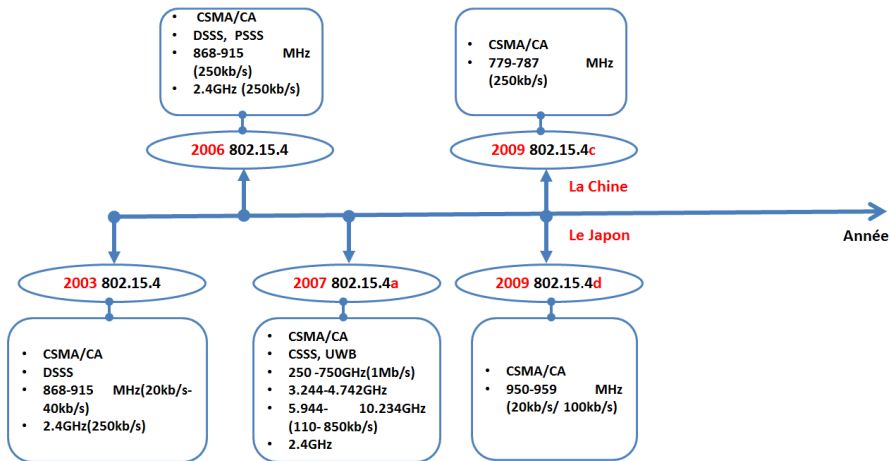 • CSMA/CA
• DSSS, PSSS
• 868-915 MHz
(250kb/s)
• 2.4GHz (250kb/s)
• CSMA/CA
• 779-787 MHz
(250kb/s)
2006 802.15.4
2009 802.15.4c
La Chine
Le Japon
Année
2003 802.15.4
2007 802.15.4a
2009 802.15.4d
• CSMA/CA
• DSSS
• 868-915 MHz(20kb/s-
40kb/s)
• 2.4GHz(250kb/s)
• CSMA/CA
• CSSS, UWB
• 250 -750GHz(1Mb/s)
• 3.244-4.742GHz
• 5.944- 10.234GHz
(110- 850kb/s)
• 2.4GHz
• CSMA/CA
• 950-959 MHz
(20kb/s/ 100kb/s)